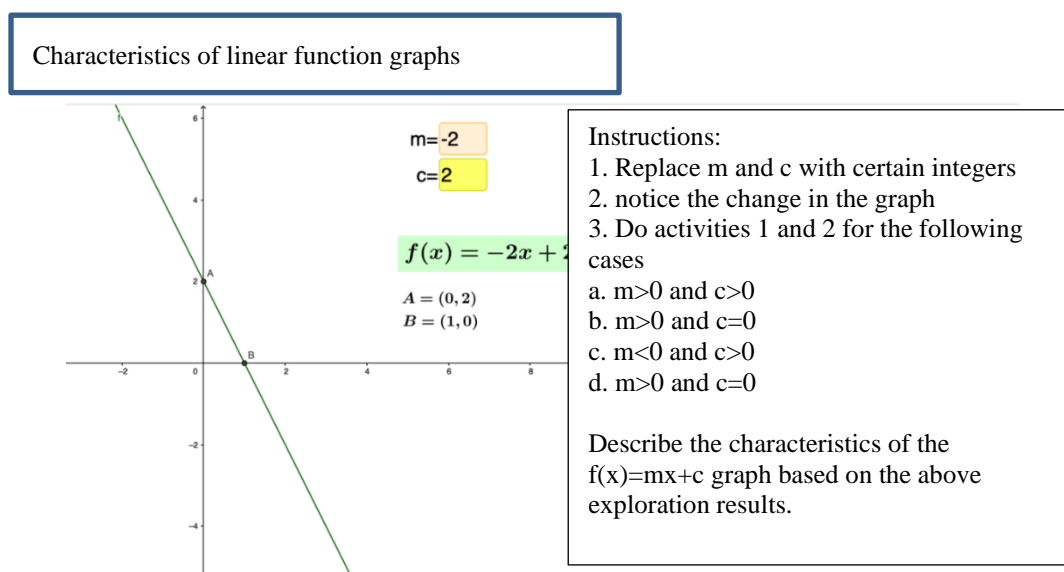 Characteristics of linear function graphs
f
6
4
2
-2
-4
-2
0
2
4
6
8
A
B
m=-2
c=2
f(x) = −2x + 2
A = (0, 2)
B = (1, 0)
Instructions:
1. Replace m and c with certain integers
2. notice the change in the graph
3. Do activities 1 and 2 for the following
cases
a. m>0 and c>0
b. m>0 and c=0
c. m<0 and c>0
d. m>0 and c=0
Describe the characteristics of the
f(x)=mx+c graph based on the above
exploration results.